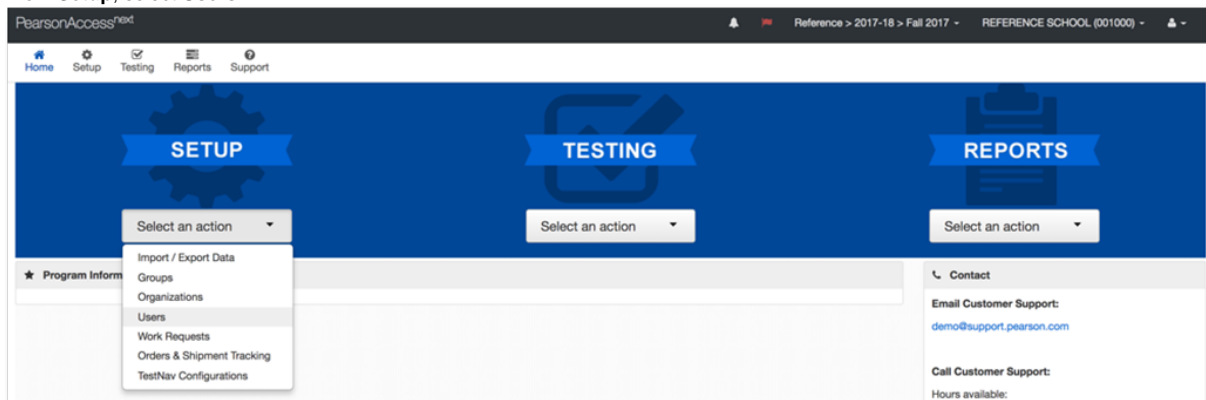 PearsonAccessnext
Reference > 2017-18 > Fall 2017
REFERENCE SCHOOL (001000)
Home
Setup
Testing
Reports
Support
SETUP
TESTING
REPORTS
Select an action
Select an action
Select an action
Import / Export Data
Groups
Organizations
Users
Work Requests
Orders & Shipment Tracking
TestNav Configurations
Program Inform
Contact
Email Customer Support:
demo@support.pearson.com
Call Customer Support:
Hours available: